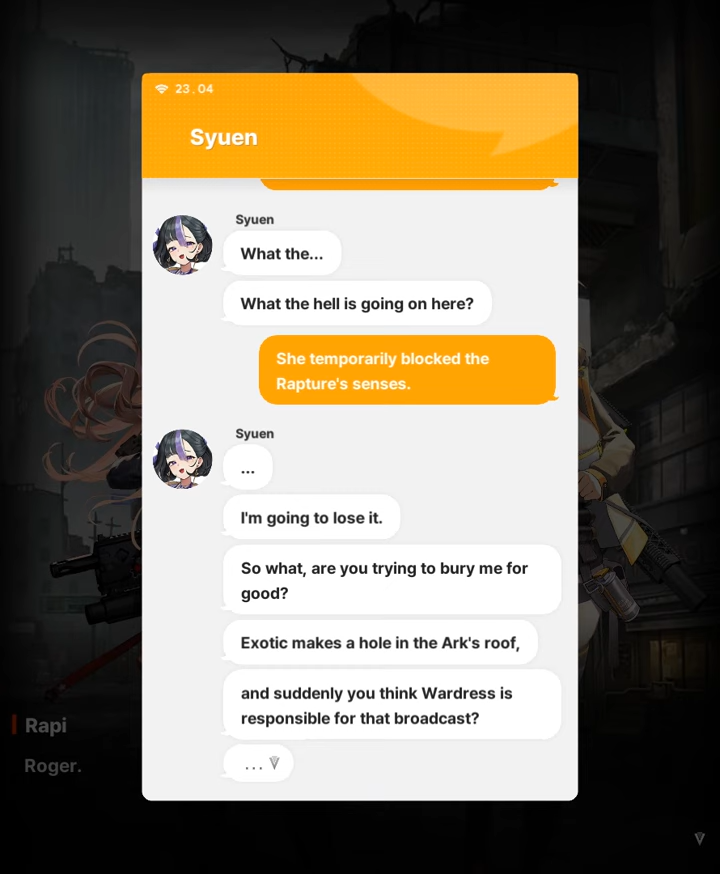 23.04
Syuen
Syuen
What the...
What the hell is going on here?
She temporarily blocked the
Rapture's senses.
Syuen
...
I'm going to lose it.
So what, are you trying to bury me for
good?
Exotic makes a hole in the Ark's roof,
and suddenly you think Wardress is
responsible for that broadcast?
...
Rapi
Roger.